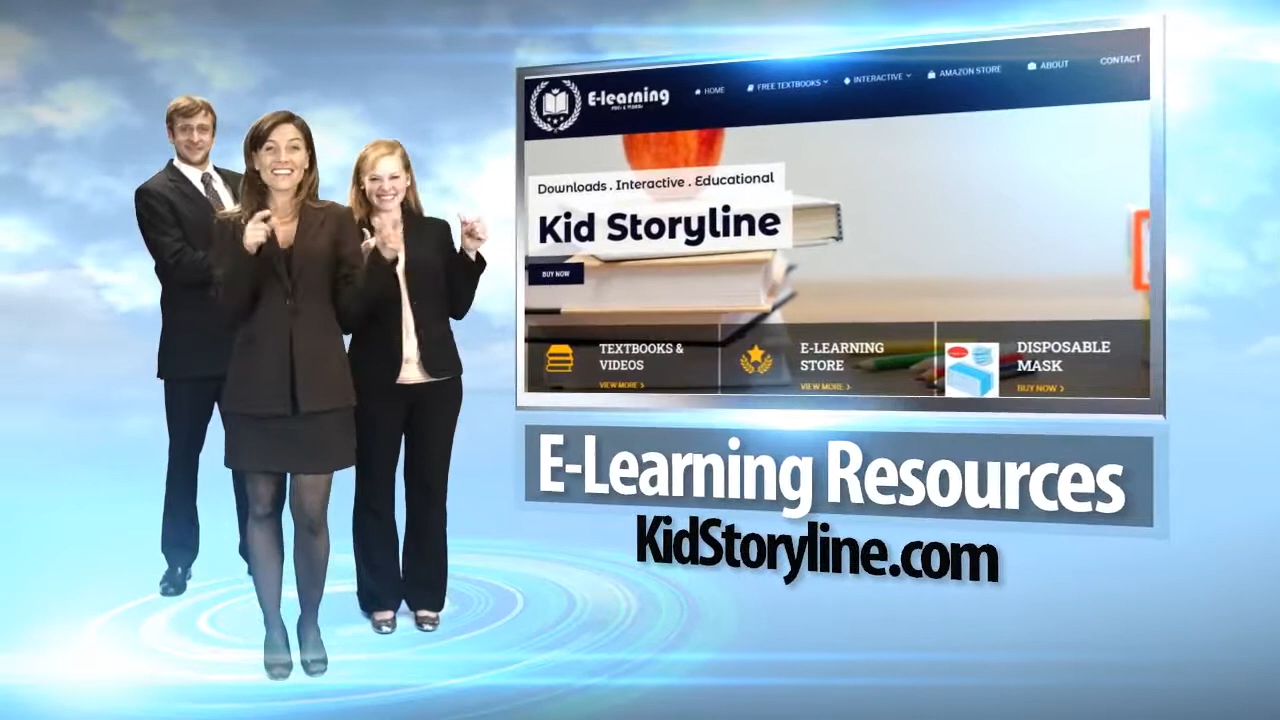 E-learning
HOME
FREE TEXTBOOKS
INTERACTIVE
AMAZON STORE
ABOUT
CONTACT
Downloads . Interactive . Educational
Kid Storyline
BUY NOW
TEXTBOOKS &
VIDEOS
VIEW MORE
E-LEARNING
STORE
VIEW MORE
DISPOSABLE
MASK
BUY NOW
E-Learning Resources
KidStoryline.com